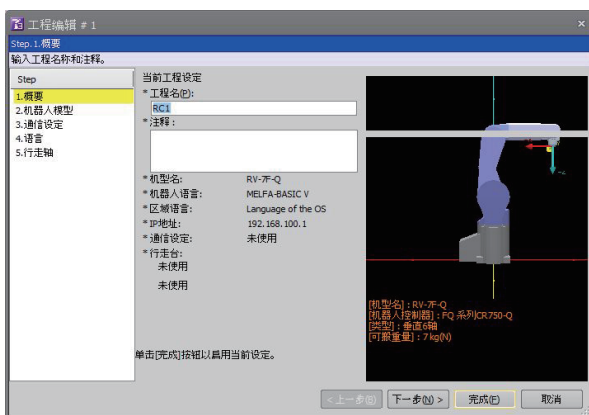 工程编辑 # 1
Step.1.概要
输入工程名称和注释。
Step
1.概要
2.机器人模型
3.通信设定
4.语言
5.行走轴
当前工程设定
*工程名(P):
RC1
*注释:
*机型名: RV-7F-Q
*机器人语言: MELFA-BASIC V
*区域语言: Language of the OS
*IP地址: 192.168.100.1
*通信设定: 未使用
*行走台:
未使用
未使用
单击[完成]按钮以启用当前设定。
[机型名] : RV-7F-Q
[机器人控制器] : FQ 系列CR750-Q
[类型] : 垂直6轴
[可搬重量] : 7 kg(N)
< 上一步(B)
下一步(N) >
完成(F)
取消